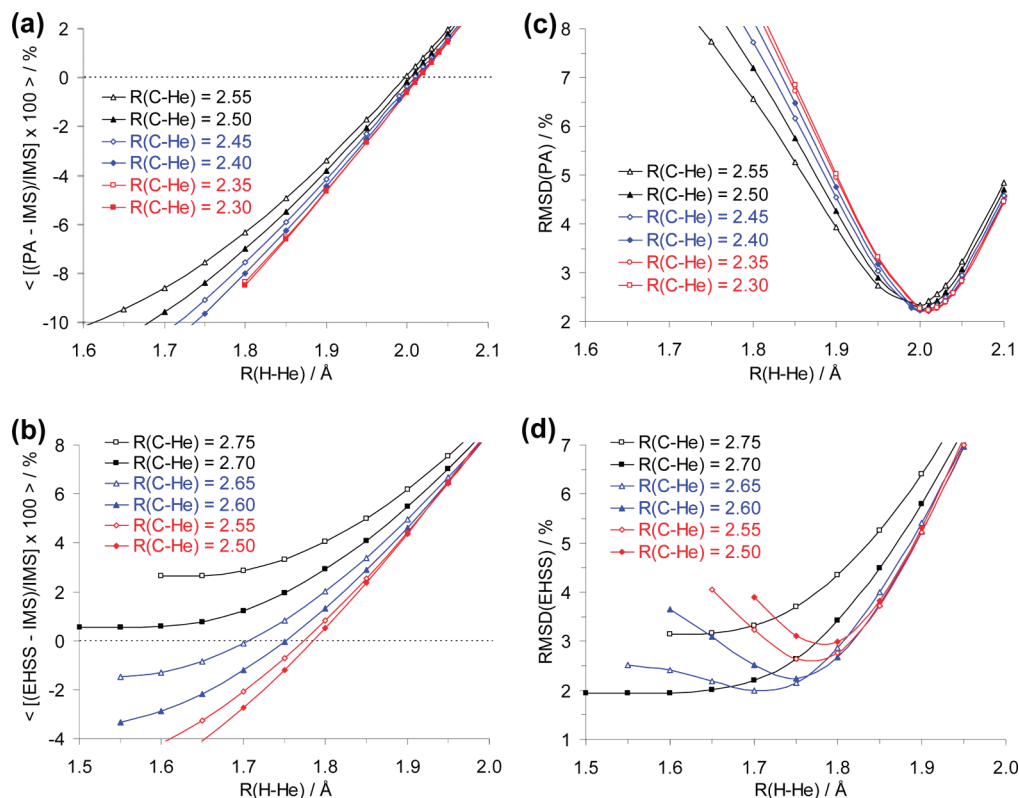 (a)
< [(PA - IMS)/IMS] x 100 > / %
2
0
-2
-4
-6
-8
-10
R(C-He) = 2.55
R(C-He) = 2.50
R(C-He) = 2.45
R(C-He) = 2.40
R(C-He) = 2.35
R(C-He) = 2.30
1.6 1.7 1.8 1.9 2.0 2.1
R(H-He) / Å
(c)
RMSD(PA) / %
8
7
6
5
4
3
2
R(C-He) = 2.55
R(C-He) = 2.50
R(C-He) = 2.45
R(C-He) = 2.40
R(C-He) = 2.35
R(C-He) = 2.30
1.6 1.7 1.8 1.9 2.0 2.1
R(H-He) / Å
(b)
< [(EHSS - IMS)/IMS] x 100 > / %
8
6
4
2
0
-2
-4
R(C-He) = 2.75
R(C-He) = 2.70
R(C-He) = 2.65
R(C-He) = 2.60
R(C-He) = 2.55
R(C-He) = 2.50
1.5 1.6 1.7 1.8 1.9 2.0
R(H-He) / Å
(d)
RMSD(EHSS) / %
7
6
5
4
3
2
1
R(C-He) = 2.75
R(C-He) = 2.70
R(C-He) = 2.65
R(C-He) = 2.60
R(C-He) = 2.55
R(C-He) = 2.50
1.5 1.6 1.7 1.8 1.9 2.0
R(H-He) / Å